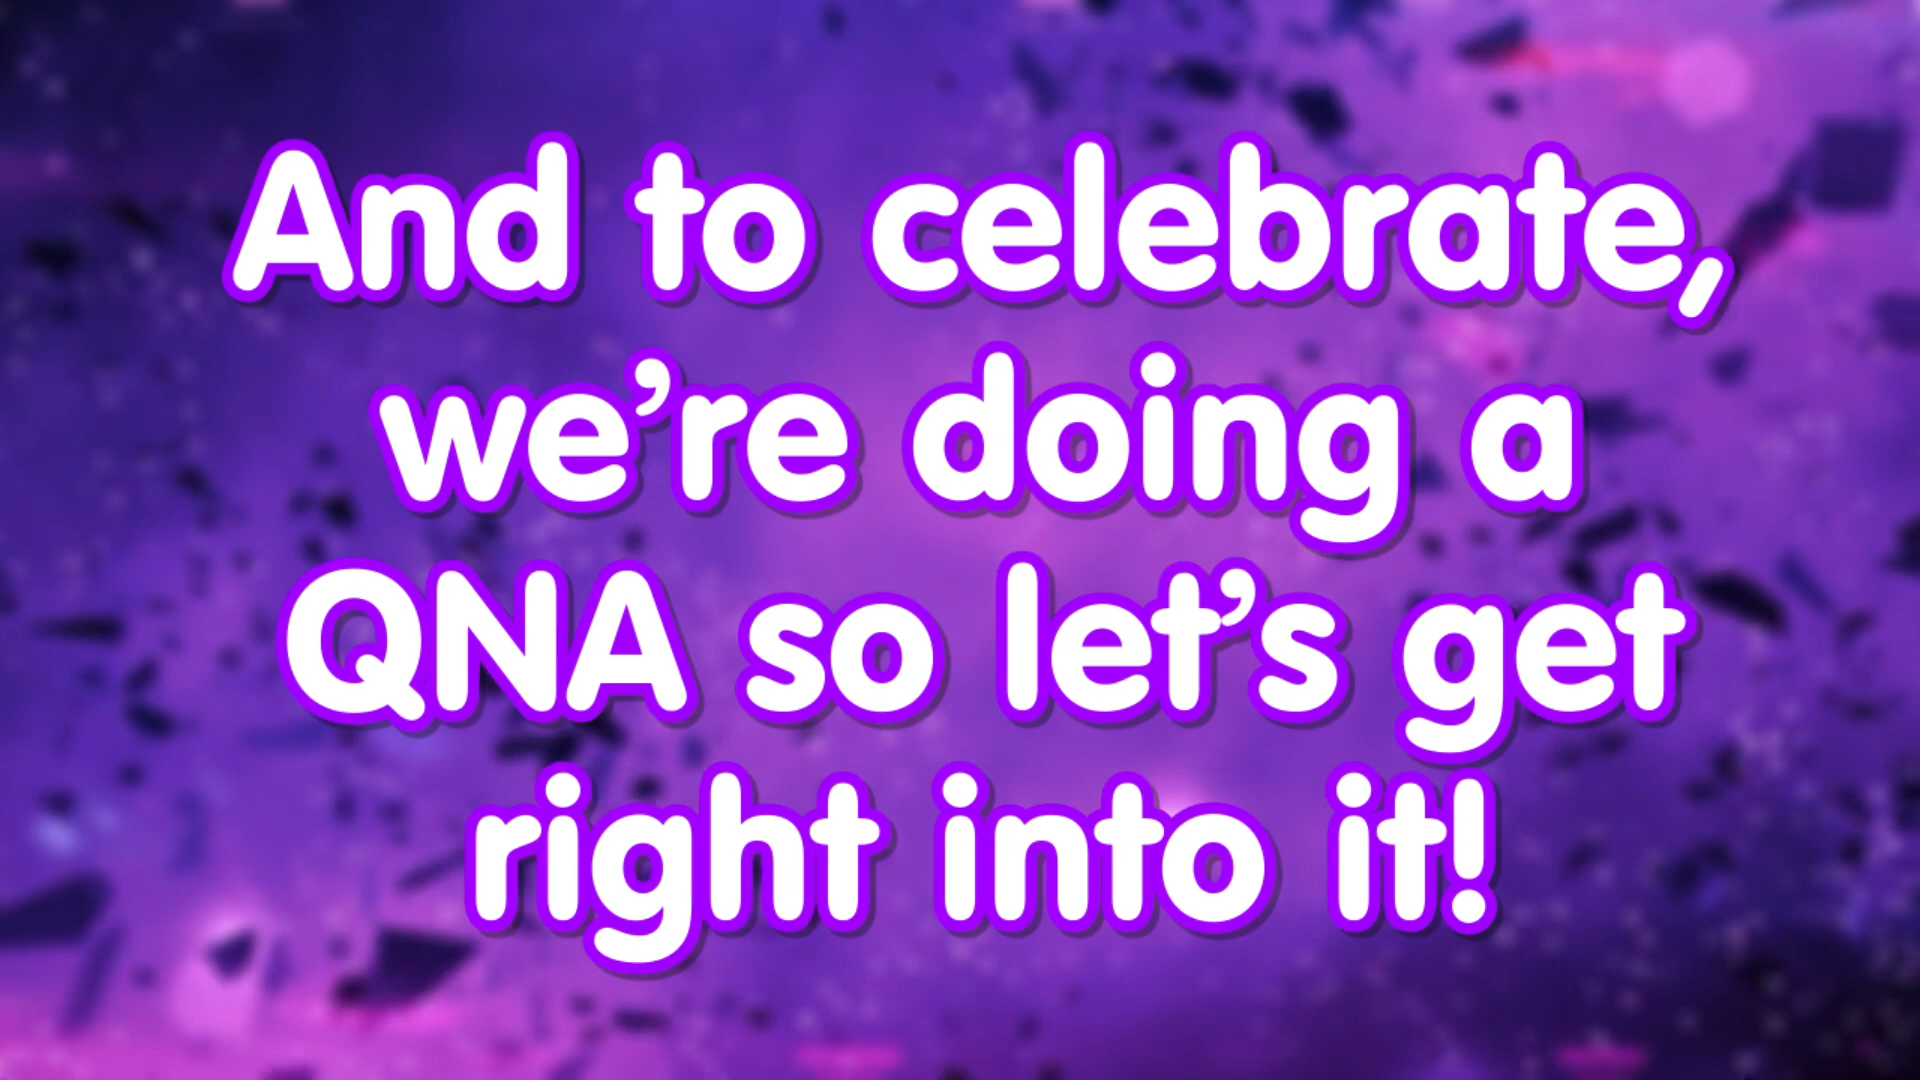 And to celebrate,
we’re doing a
QNA so let’s get
right into it!